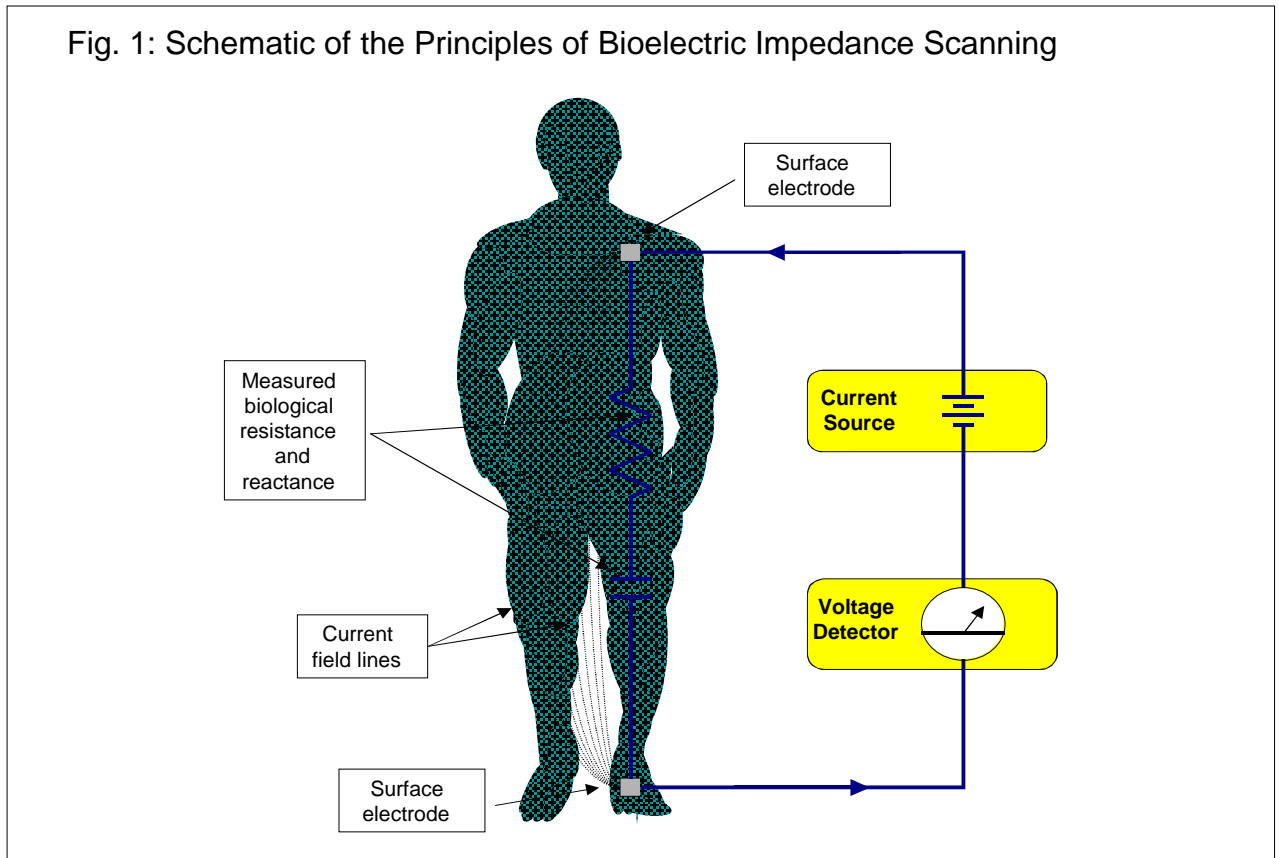 Fig. 1: Schematic of the Principles of Bioelectric Impedance Scanning
Surface
electrode
Measured
biological
resistance
and
reactance
Current
Source
Voltage
Detector
Current
field lines
Surface
electrode